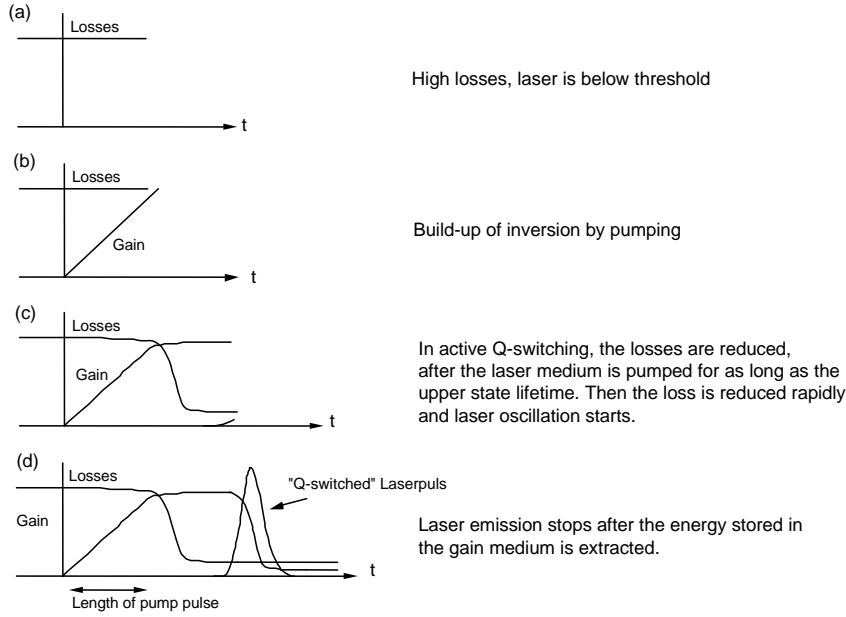 (a)
Losses
High losses, laser is below threshold
t
(b)
Losses
Gain
Build-up of inversion by pumping
t
(c)
Losses
Gain
In active Q-switching, the losses are reduced,
after the laser medium is pumped for as long as the
upper state lifetime. Then the loss is reduced rapidly
and laser oscillation starts.
t
(d)
Losses
"Q-switched" Laserpuls
Gain
Laser emission stops after the energy stored in
the gain medium is extracted.
t
Length of pump pulse